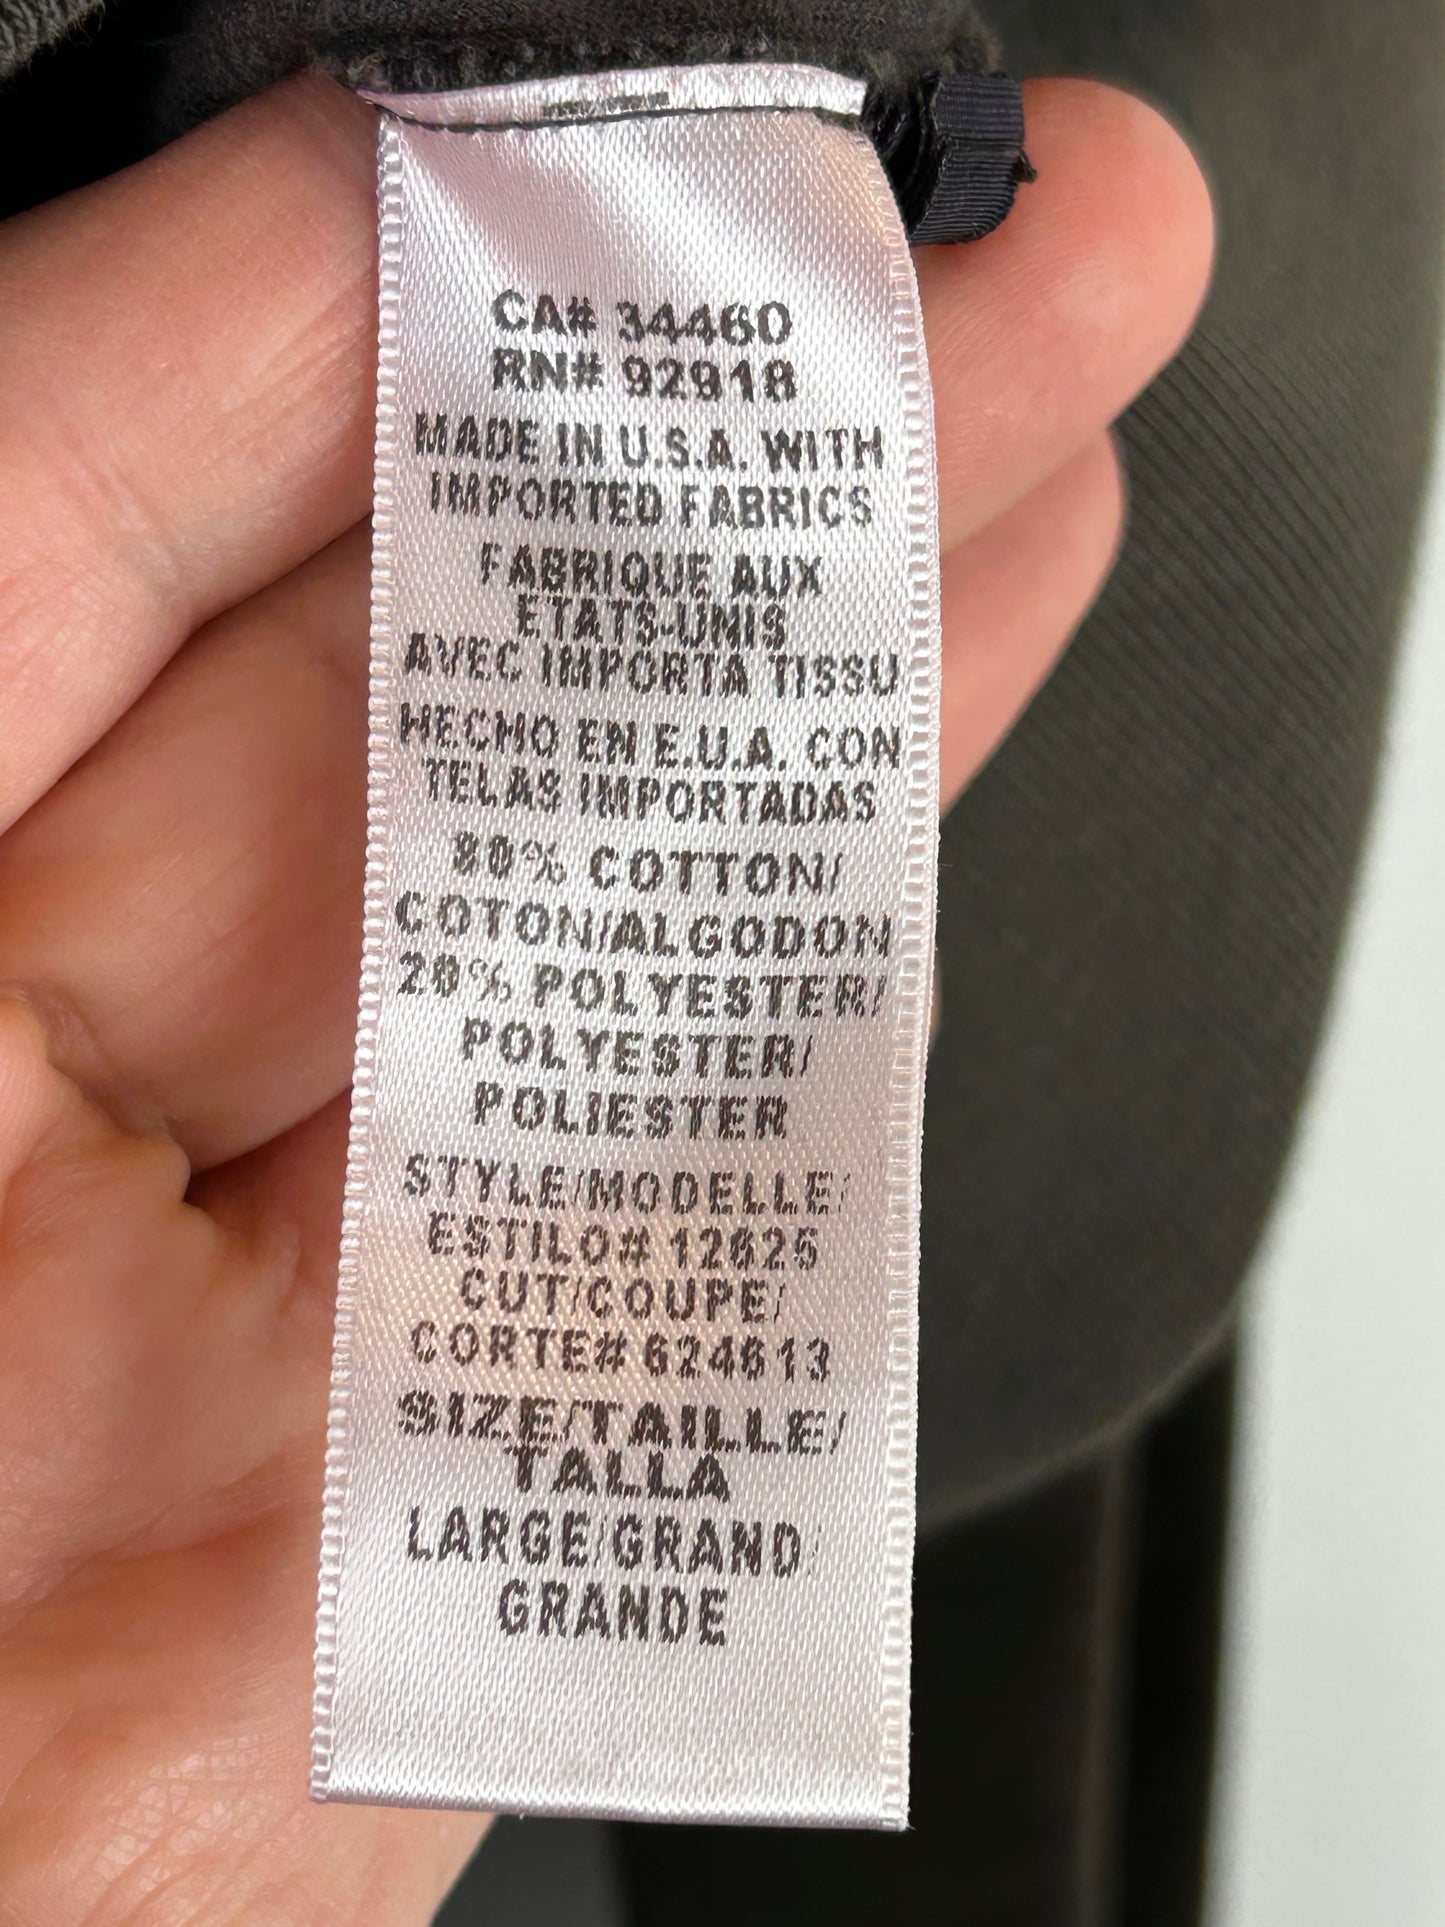 CA# 34460
RN# 92918
MADE IN U.S.A. WITH
IMPORTED FABRICS
FABRIQUE AUX
ETATS-UNIS
AVEC IMPORTA TISSU
HECHO EN E.U.A. CON
TELAS IMPORTADAS
80% COTTON/
COTON/ALGODON
20% POLYESTER/
POLYESTER/
POLIESTER
STYLE/MODELLE/
ESTILO# 12625
CUT/COUPE/
CORTE# 624613
SIZE/TAILLE/
TALLA
LARGE/GRAND/
GRANDE